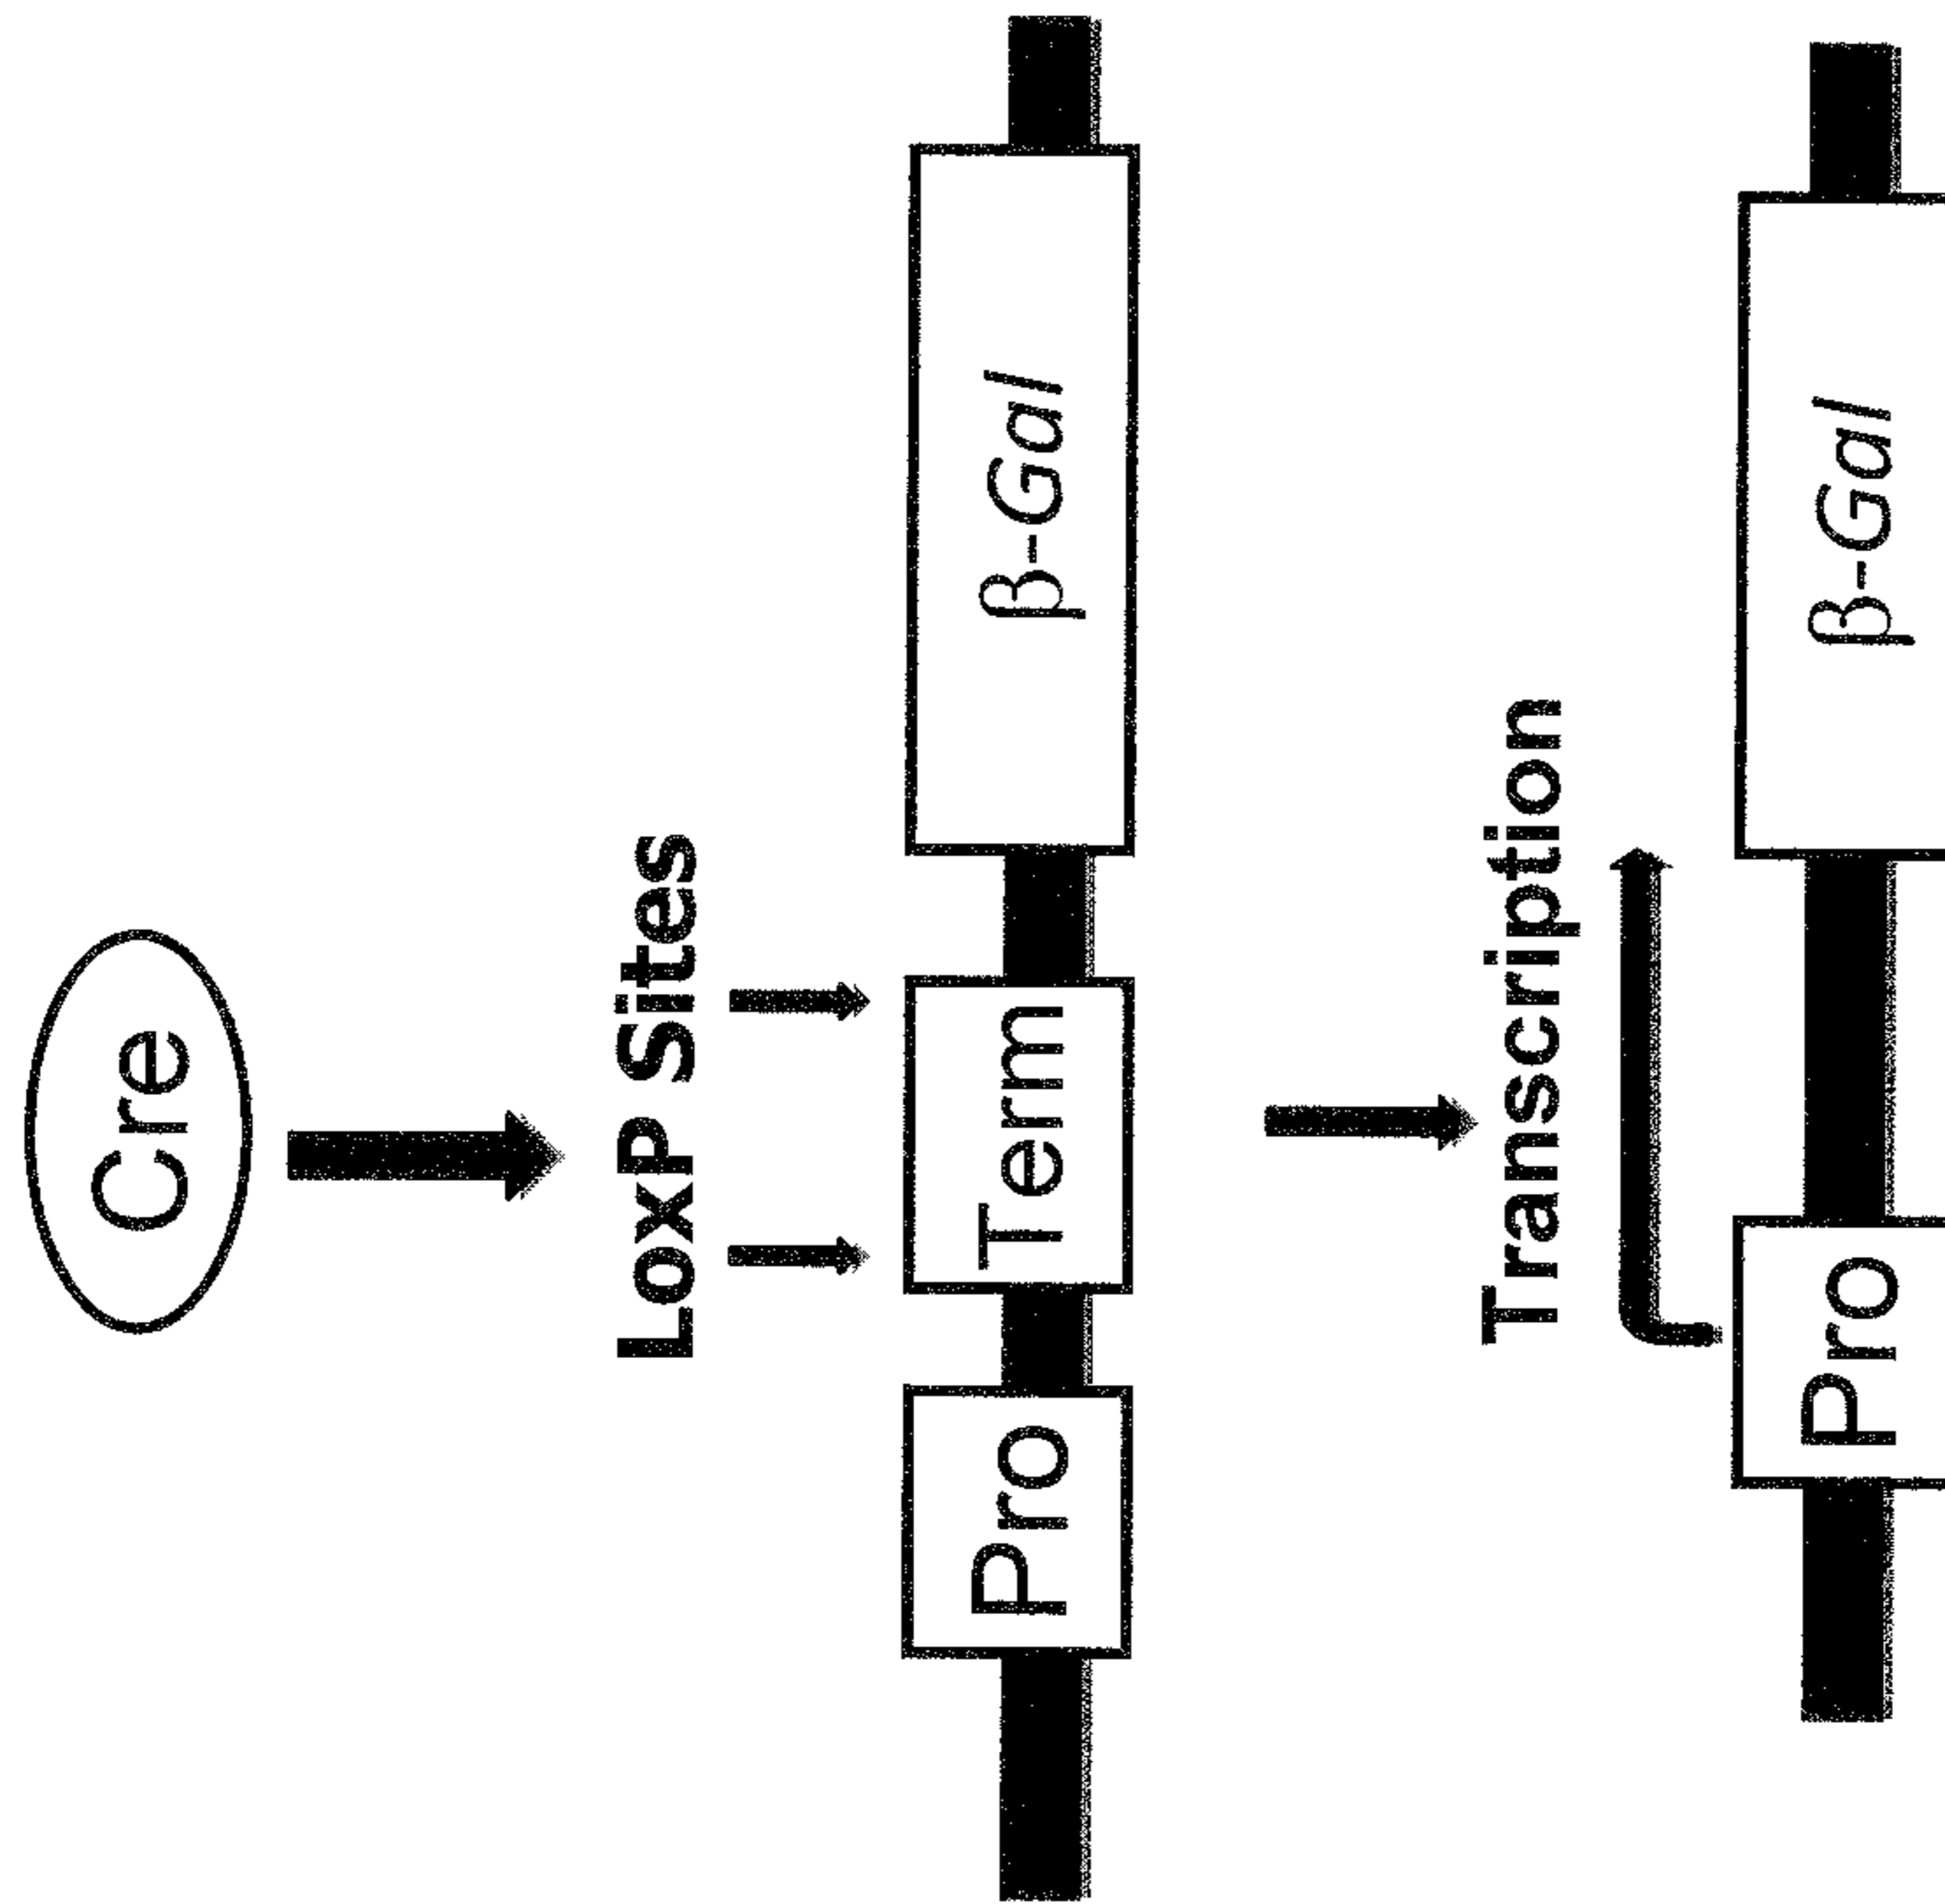 Cre
LoxP Sites
Pro Term β-Gal
Transcription
Pro β-Gal